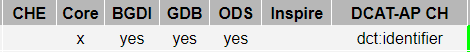 CHE Core BGDI GDB ODS Inspire DCAT-AP CH
x yes yes yes dct:identifier